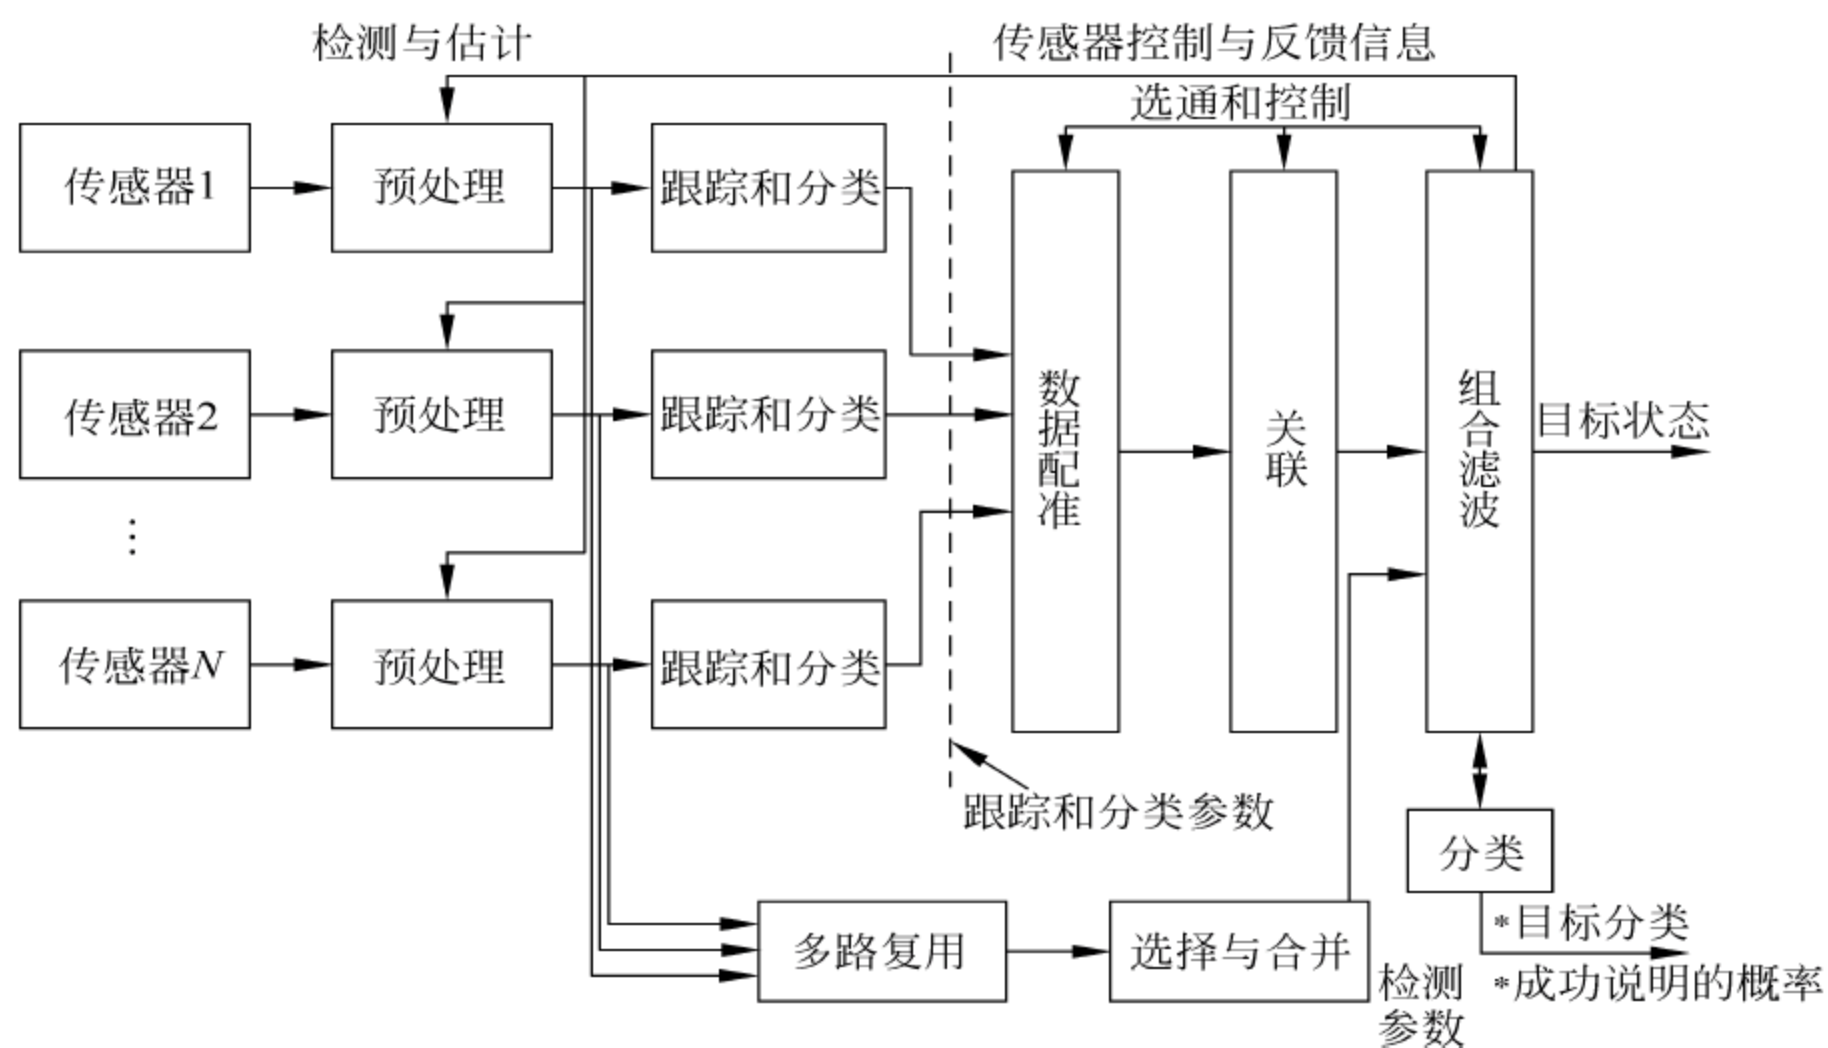 检测与估计
传感器控制与反馈信息
选通和控制
传感器1
预处理
跟踪和分类
传感器2
预处理
跟踪和分类
⋮
传感器N
预处理
跟踪和分类
数据配准
关联
组合滤波
目标状态
跟踪和分类参数
分类
多路复用
选择与合并
检测
参数
*目标分类
*成功说明的概率